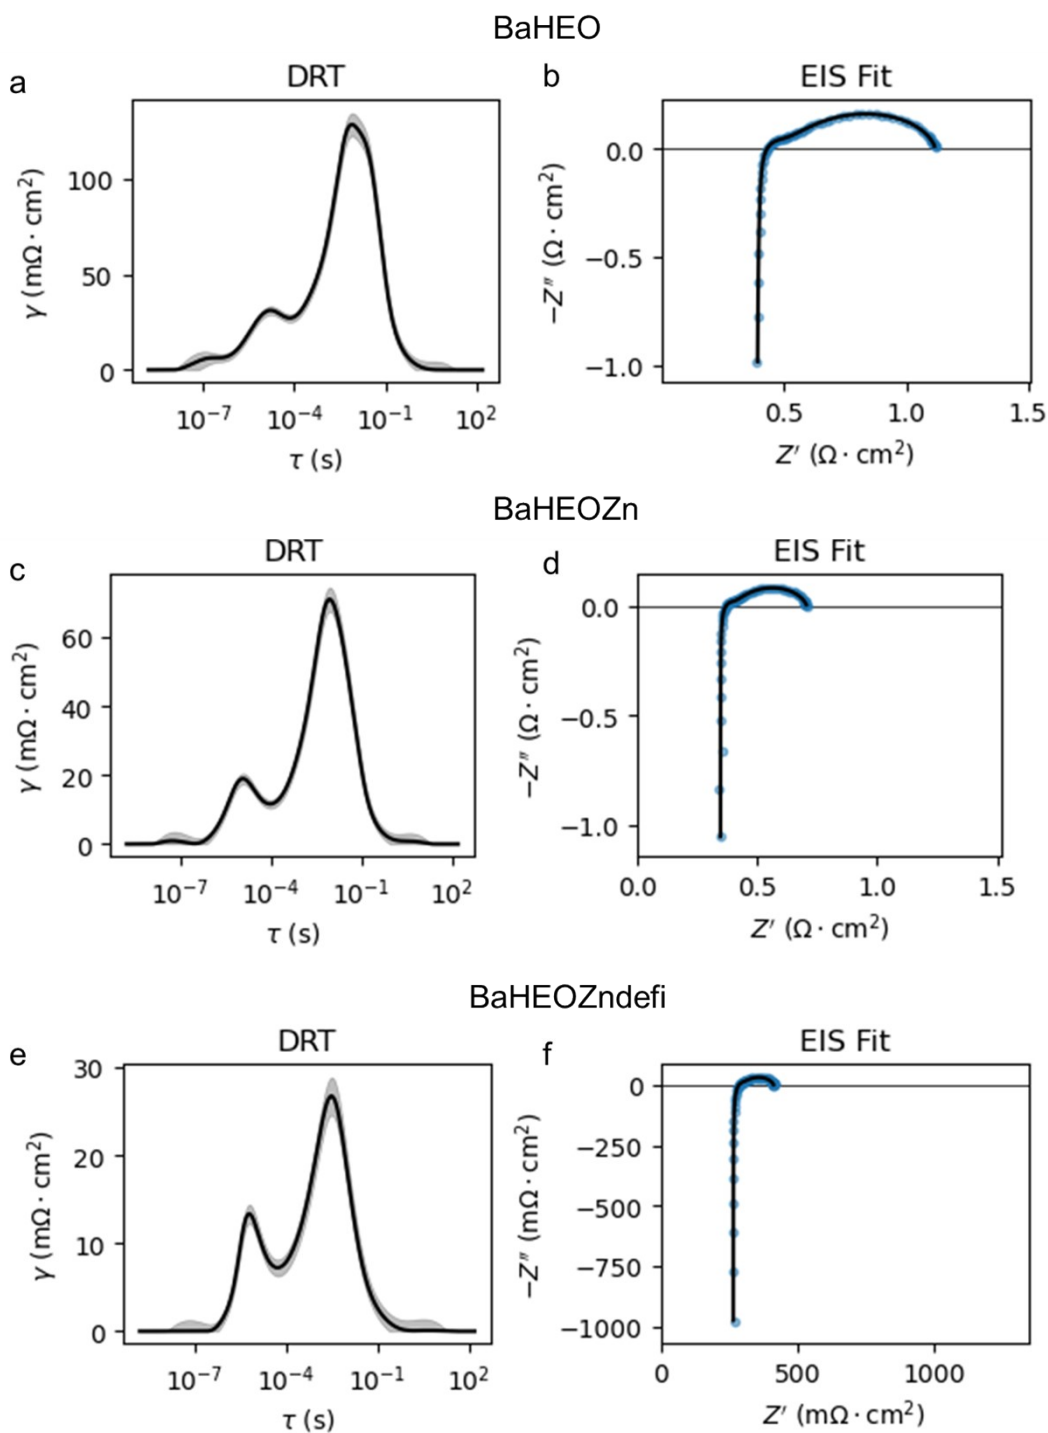 BaHEO
a
DRT
γ (mΩ · cm²)
100
50
0
10⁻⁷
10⁻⁴
10⁻¹
10²
τ (s)
b
EIS Fit
−Z″ (Ω · cm²)
0.0
−0.5
−1.0
0.5
1.0
1.5
Z′ (Ω · cm²)
BaHEOZn
c
DRT
γ (mΩ · cm²)
60
40
20
0
10⁻⁷
10⁻⁴
10⁻¹
10²
τ (s)
d
EIS Fit
−Z″ (Ω · cm²)
0.0
−0.5
−1.0
0.0
0.5
1.0
1.5
Z′ (Ω · cm²)
BaHEOZndefi
e
DRT
γ (mΩ · cm²)
30
20
10
0
10⁻⁷
10⁻⁴
10⁻¹
10²
τ (s)
f
EIS Fit
−Z″ (mΩ · cm²)
0
−250
−500
−750
−1000
0
500
1000
Z′ (mΩ · cm²)